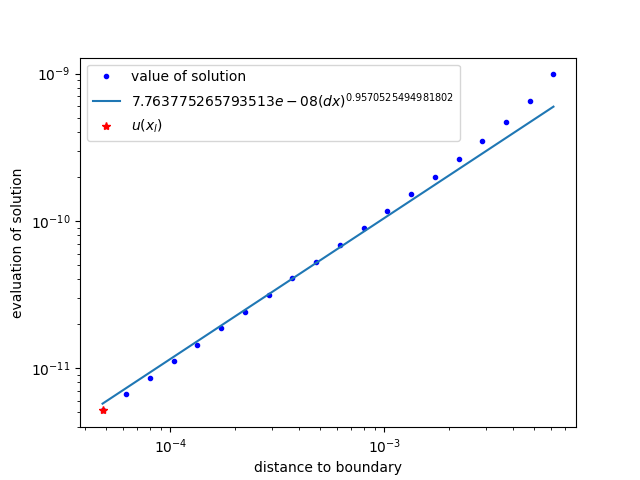 10⁻⁹
10⁻¹⁰
10⁻¹¹
evaluation of solution
value of solution
7.763775265793513e − 08(dx)^0.9570525494981802
u(x_l)
10⁻⁴
10⁻³
distance to boundary